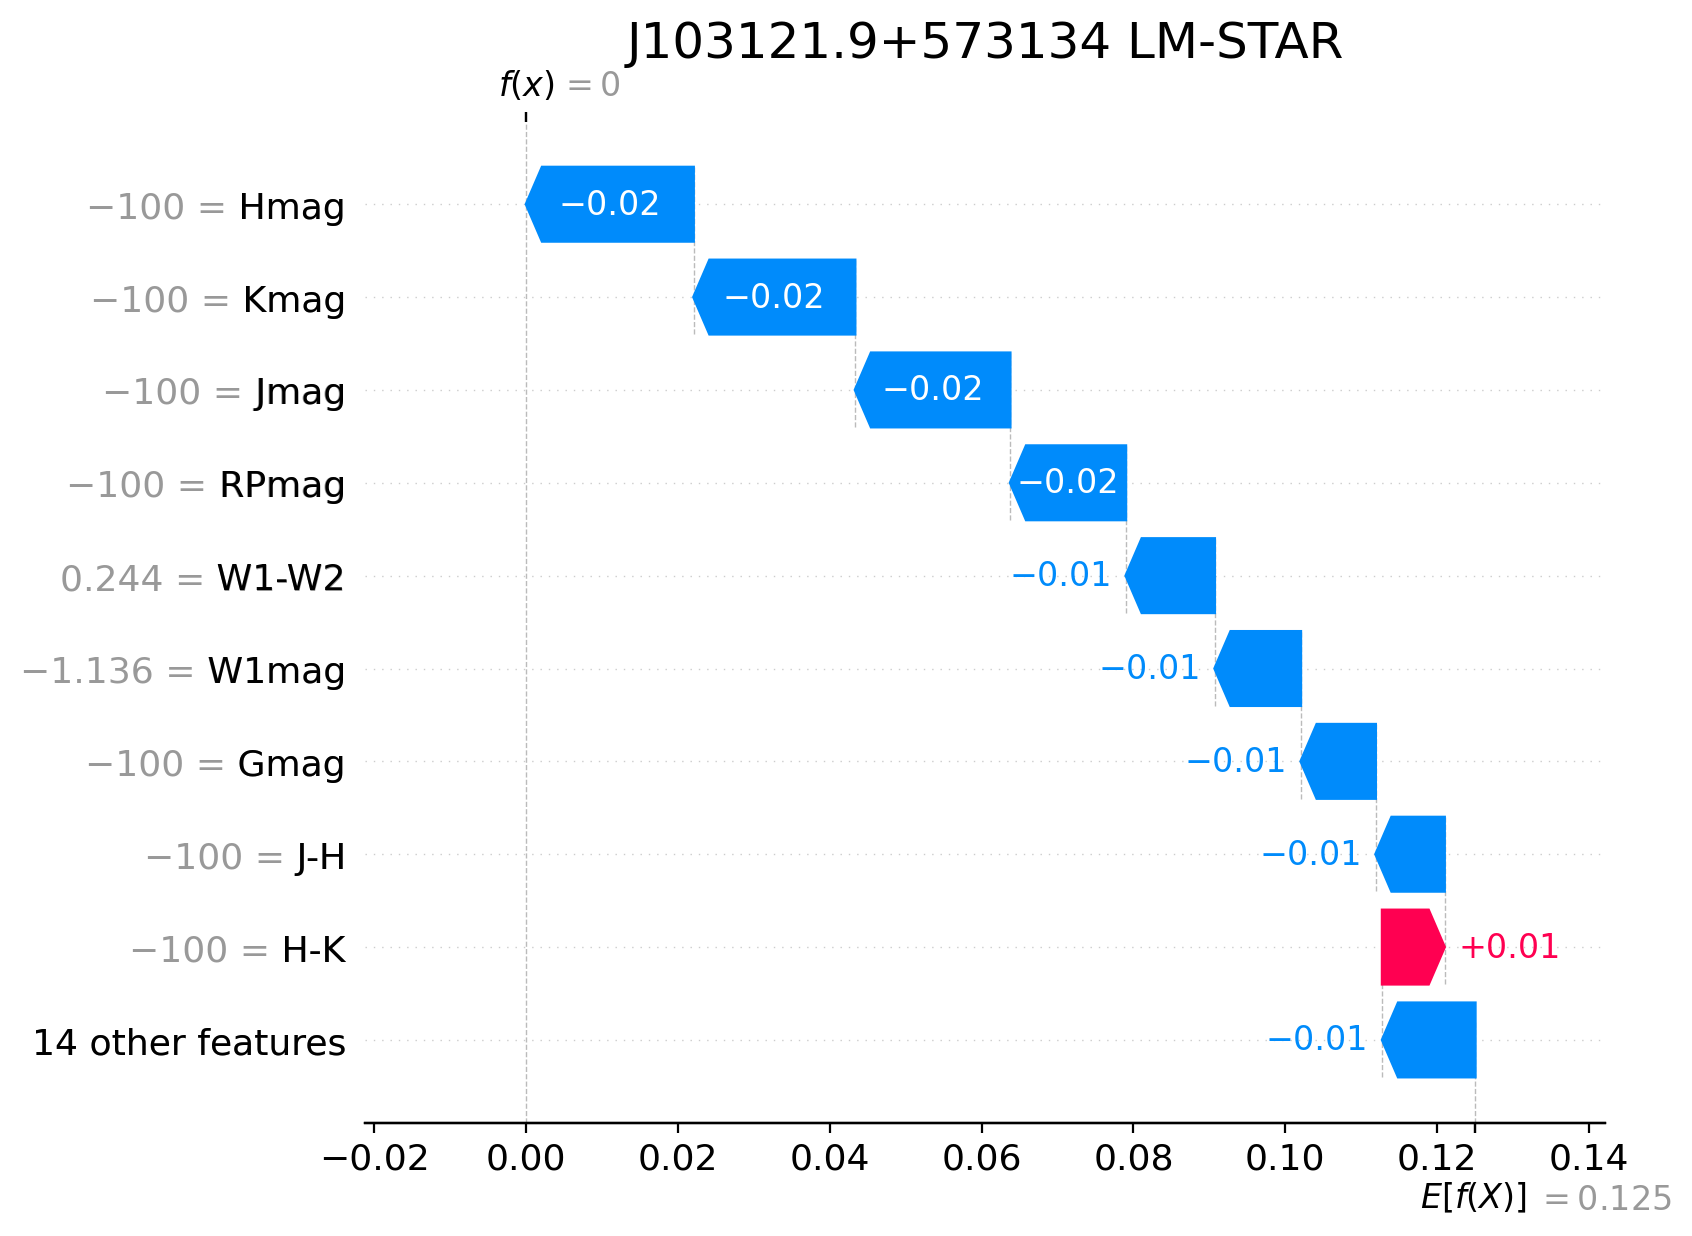 J103121.9+573134 LM-STAR
f(x) = 0
−100 = Hmag −0.02
−100 = Kmag −0.02
−100 = Jmag −0.02
−100 = RPmag −0.02
0.244 = W1-W2 −0.01
−1.136 = W1mag −0.01
−100 = Gmag −0.01
−100 = J-H −0.01
−100 = H-K +0.01
14 other features −0.01
−0.02 0.00 0.02 0.04 0.06 0.08 0.10 0.12 0.14
E[f(X)] = 0.125